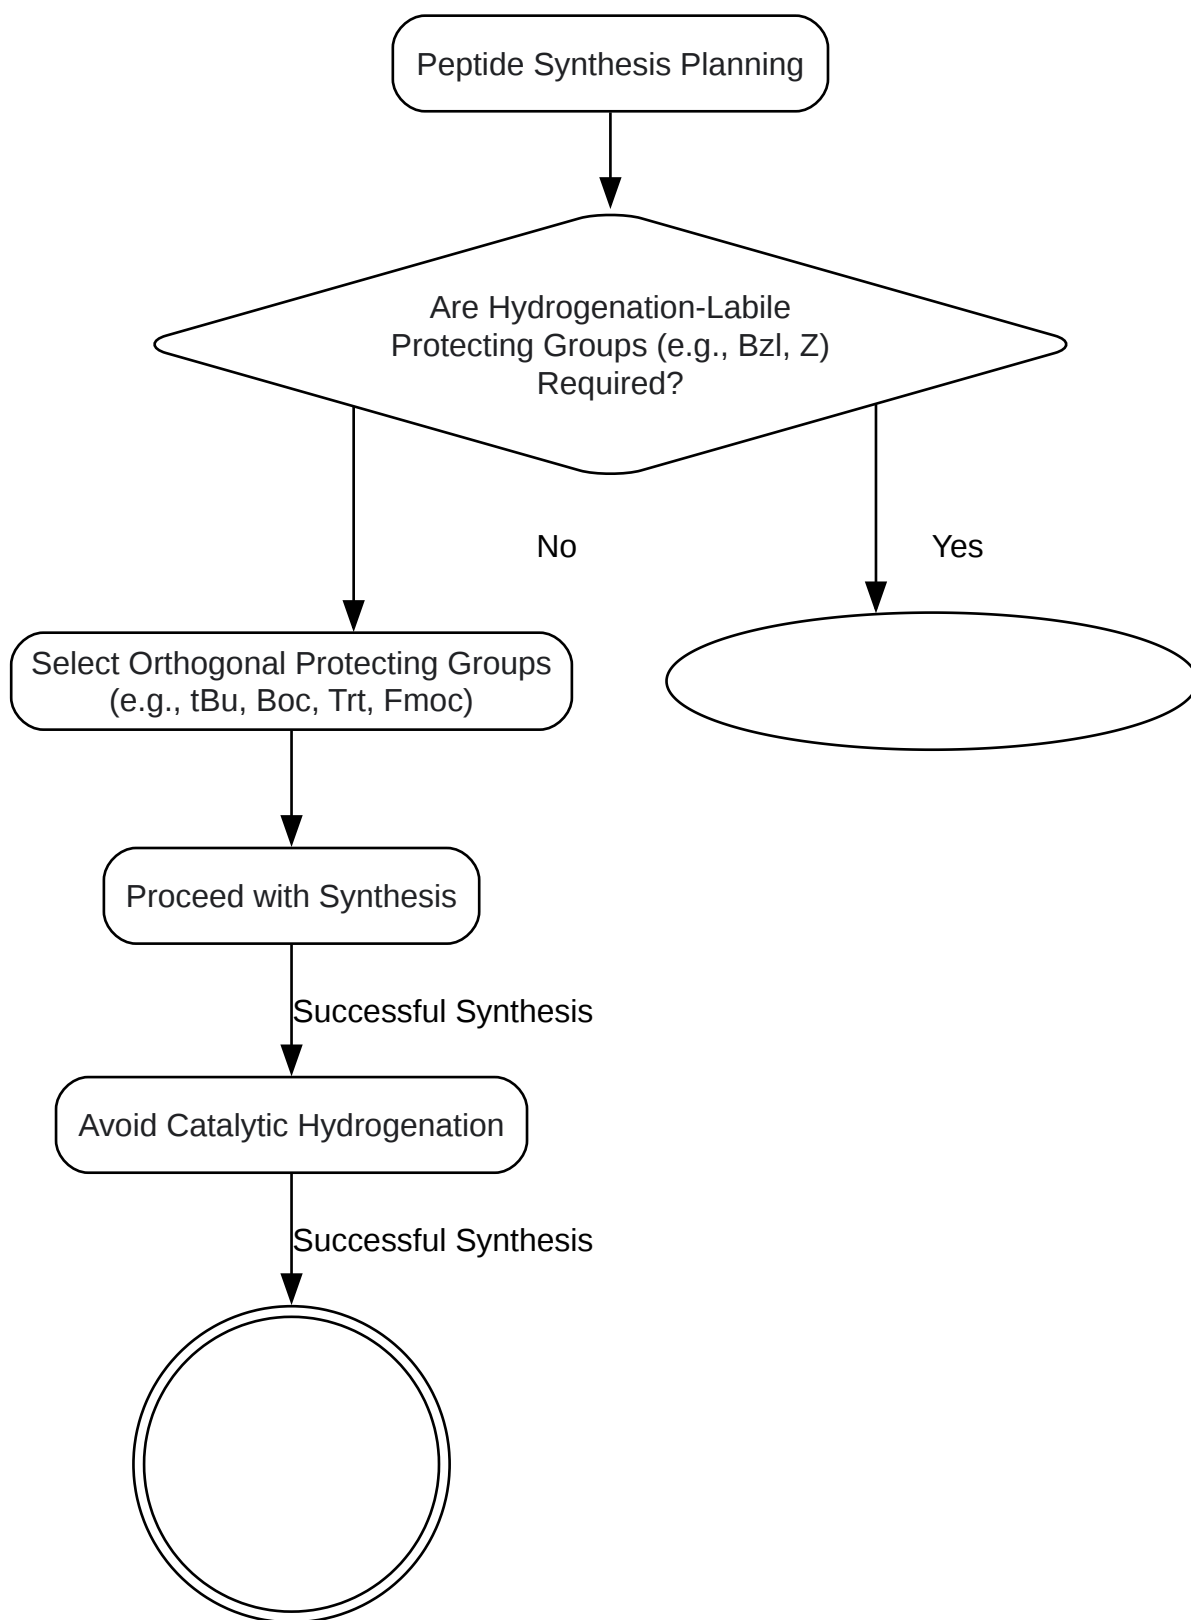 Peptide Synthesis Planning
Are Hydrogenation-Labile
Protecting Groups (e.g., Bzl, Z)
Required?
No
Yes
Select Orthogonal Protecting Groups
(e.g., tBu, Boc, Trt, Fmoc)
Proceed with Synthesis
Successful Synthesis
Avoid Catalytic Hydrogenation
Successful Synthesis